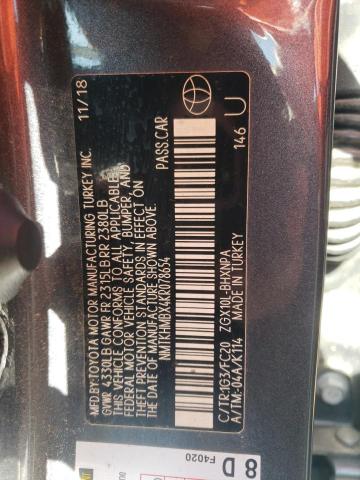 MFD BY TOYOTA MOTOR MANUFACTURING TURKEY INC. 11/18
GVWR 4330LB GAWR FR 2315LB RR 2380LB
THIS VEHICLE CONFORMS TO ALL APPLICABLE
FEDERAL MOTOR VEHICLE SAFETY, BUMPER, AND
THEFT PREVENTION STANDARDS IN EFFECT ON
THE DATE OF MANUFACTURE SHOWN ABOVE.
NMTKHMBX4K0078634 PASS.CAR
C/TR:1G3/FC20 ZGX10L-BHXNPA
A/TM:-04A/K114
MADE IN TURKEY 146 U
8 D
F4020